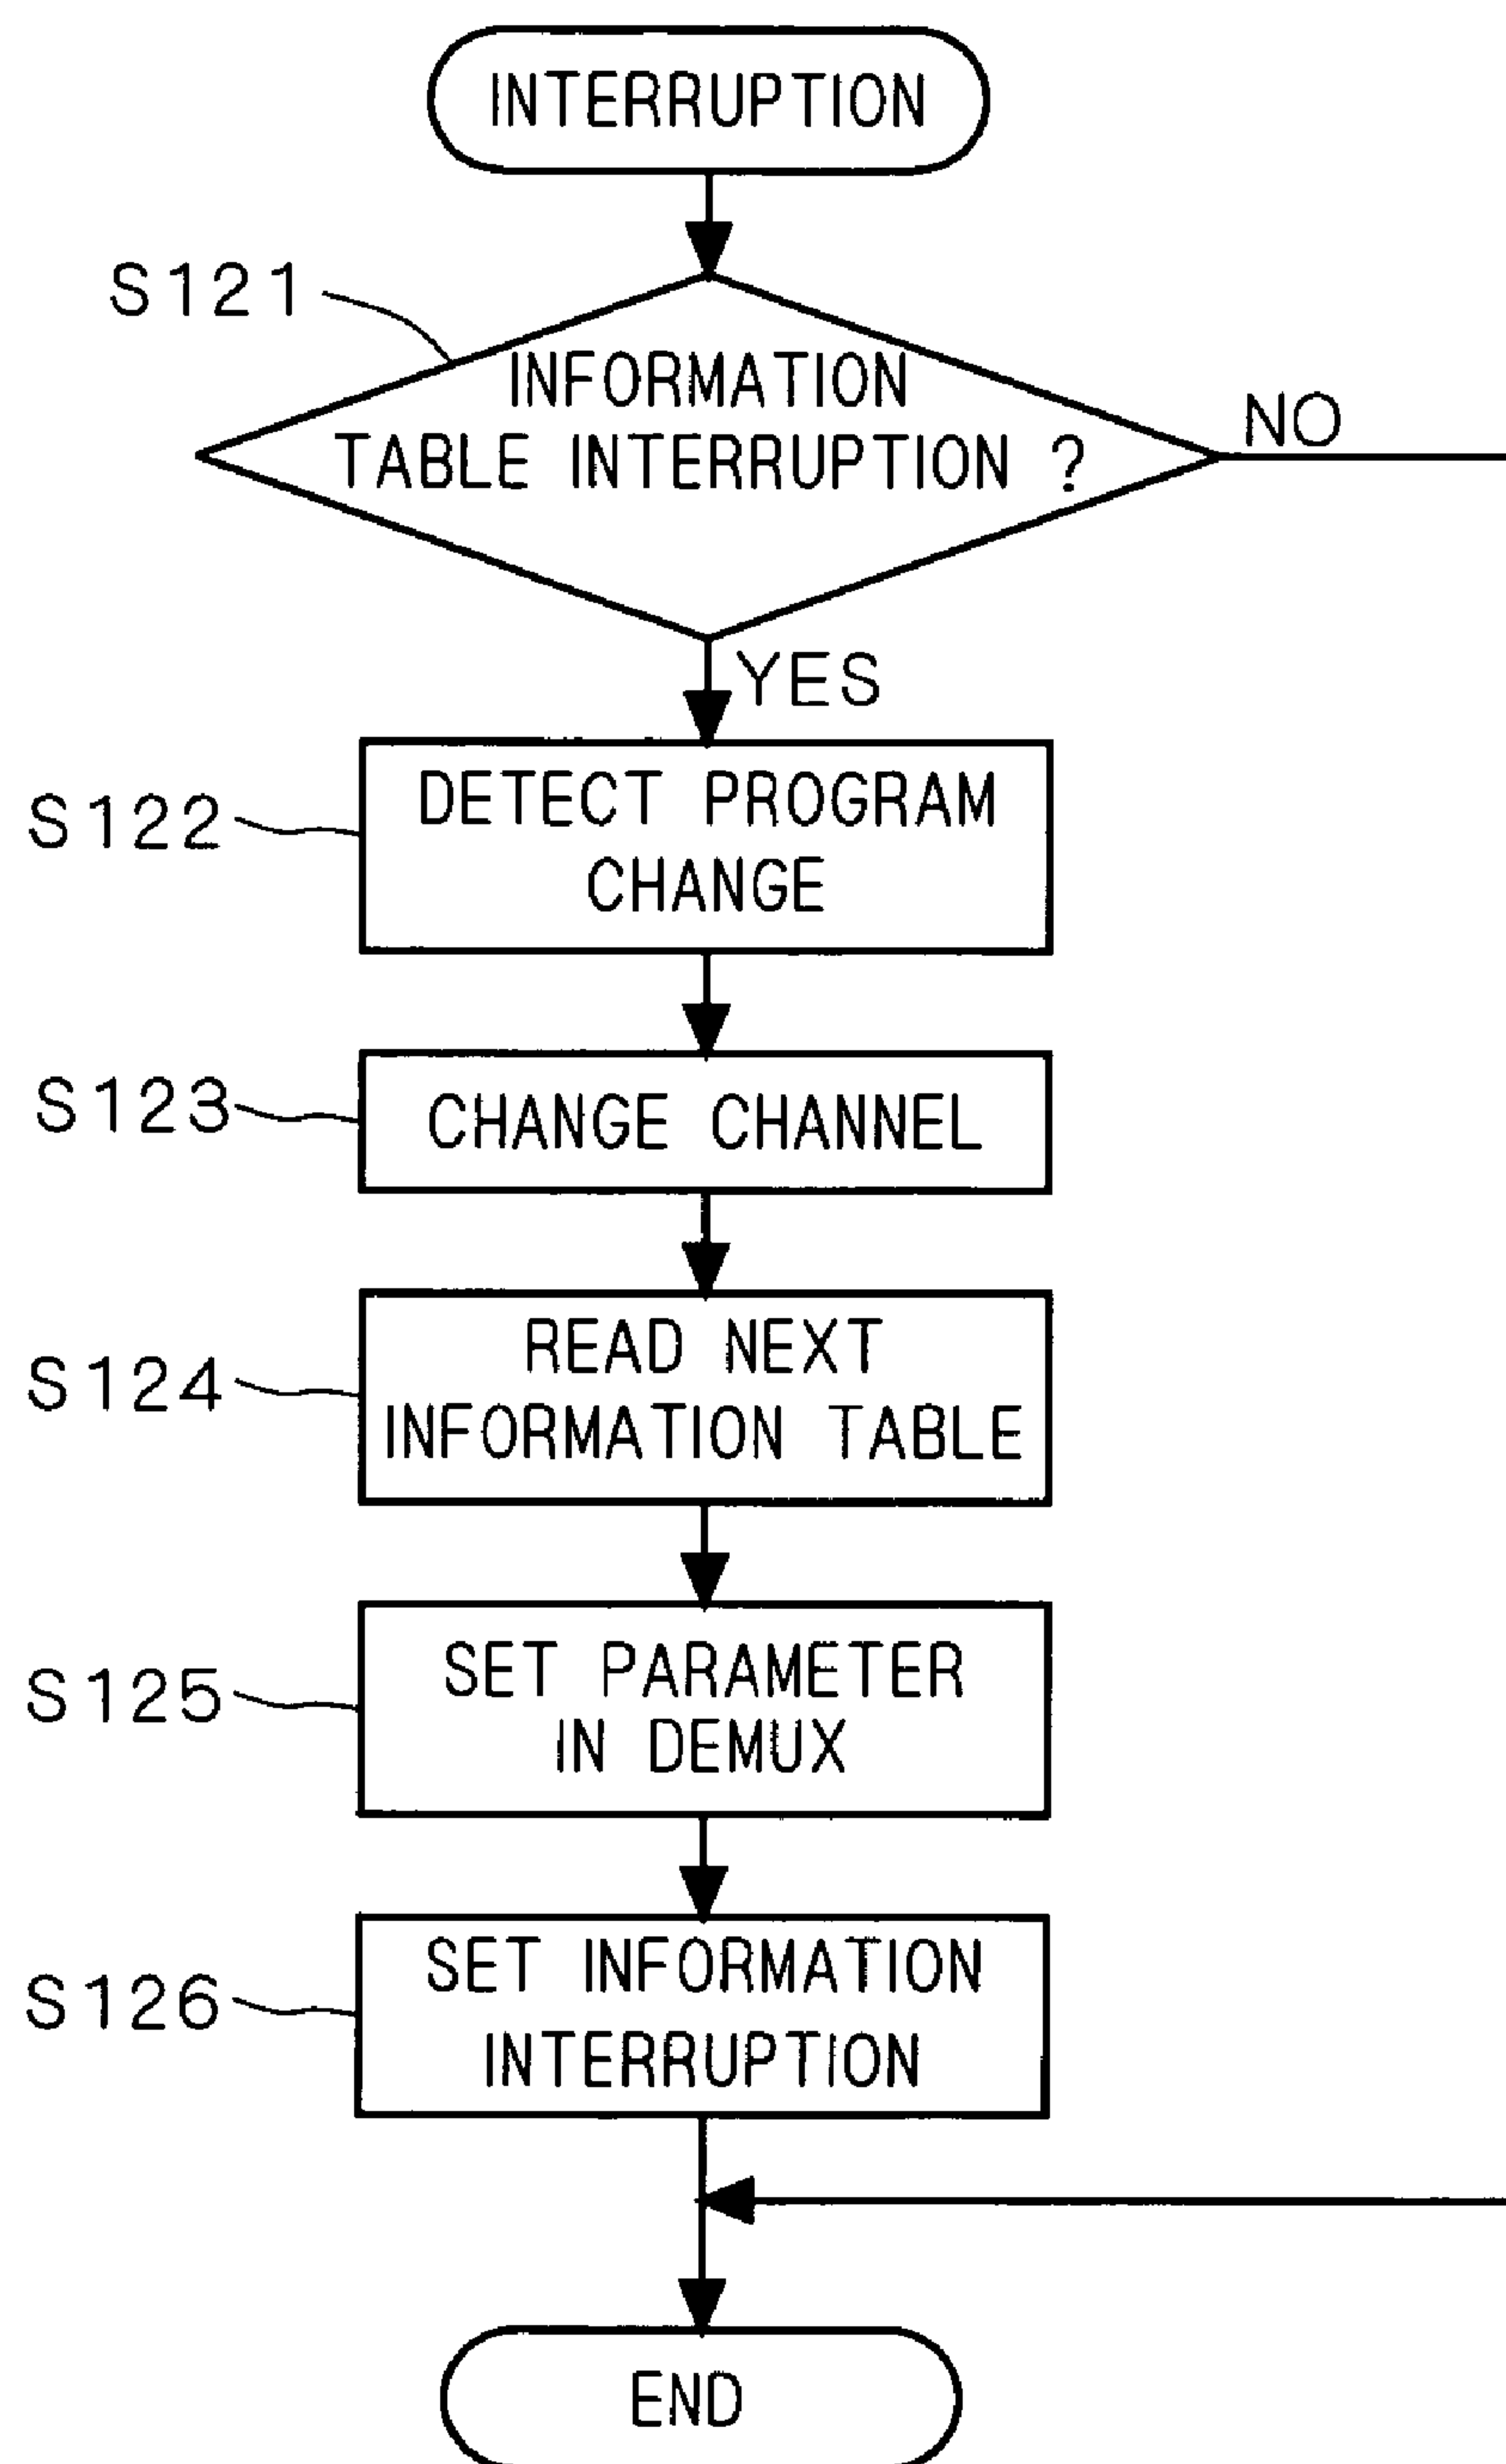 INTERRUPTION
S121
INFORMATION
TABLE INTERRUPTION ?
NO
YES
S122
DETECT PROGRAM
CHANGE
S123
CHANGE CHANNEL
S124
READ NEXT
INFORMATION TABLE
S125
SET PARAMETER
IN DEMUX
S126
SET INFORMATION
INTERRUPTION
END